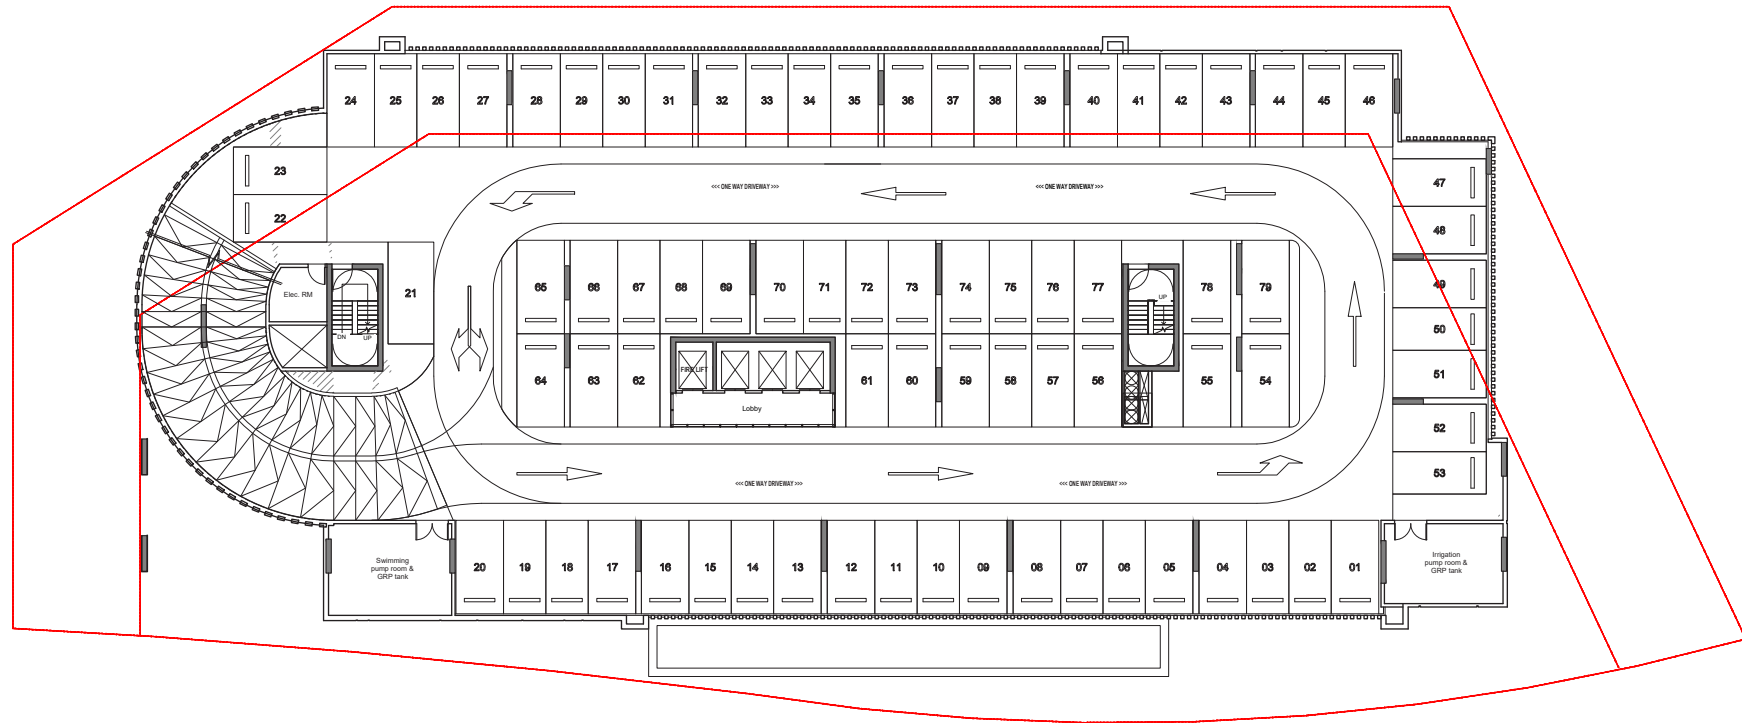 24 25 26 27 28 29 30 31 32 33 34 35 36 37 38 39 40 41 42 43 44 45 46
23
<<< ONE WAY DRIVEWAY >>> <<< ONE WAY DRIVEWAY >>>
47
22
48
65 66 67 68 69 70 71 72 73 74 75 76 77 78 79
49
Elec. RM
21
UP
50
DN UP
FIRE LIFT
64 63 62 61 60 59 58 57 56 55 54
51
Lobby
52
53
<<< ONE WAY DRIVEWAY >>> <<< ONE WAY DRIVEWAY >>>
Swimming
pump room &
GRP tank
20 19 18 17 16 15 14 13 12 11 10 09 08 07 06 05 04 03 02 01
Irrigation
pump room &
GRP tank